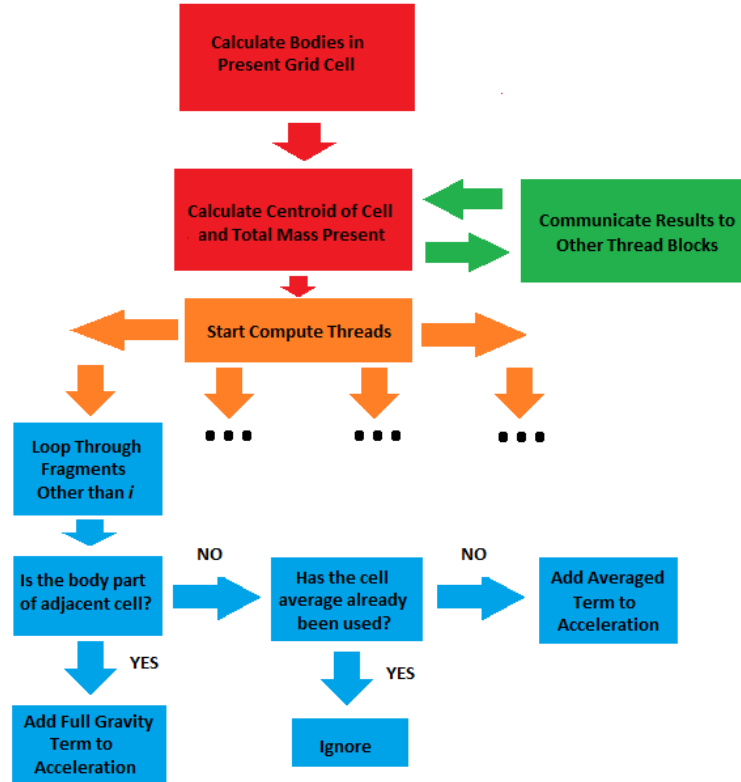 Calculate Bodies in
Present Grid Cell
Calculate Centroid of Cell
and Total Mass Present
Communicate Results to
Other Thread Blocks
Start Compute Threads
Loop Through
Fragments
Other than i
Is the body part
of adjacent cell?
NO
Has the cell
average already
been used?
NO
Add Averaged
Term to
Acceleration
YES
YES
Add Full Gravity
Term to
Acceleration
Ignore